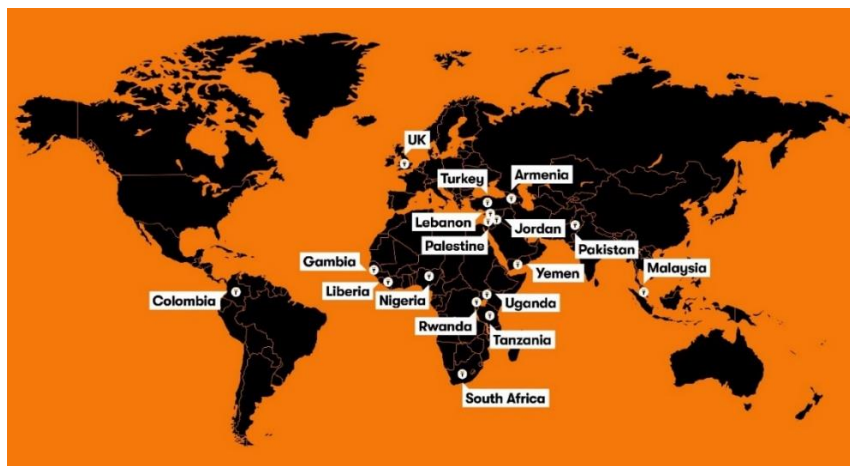 UK
Turkey
Armenia
Lebanon
Jordan
Palestine
Pakistan
Gambia
Yemen
Malaysia
Liberia
Nigeria
Colombia
Uganda
Rwanda
Tanzania
South Africa